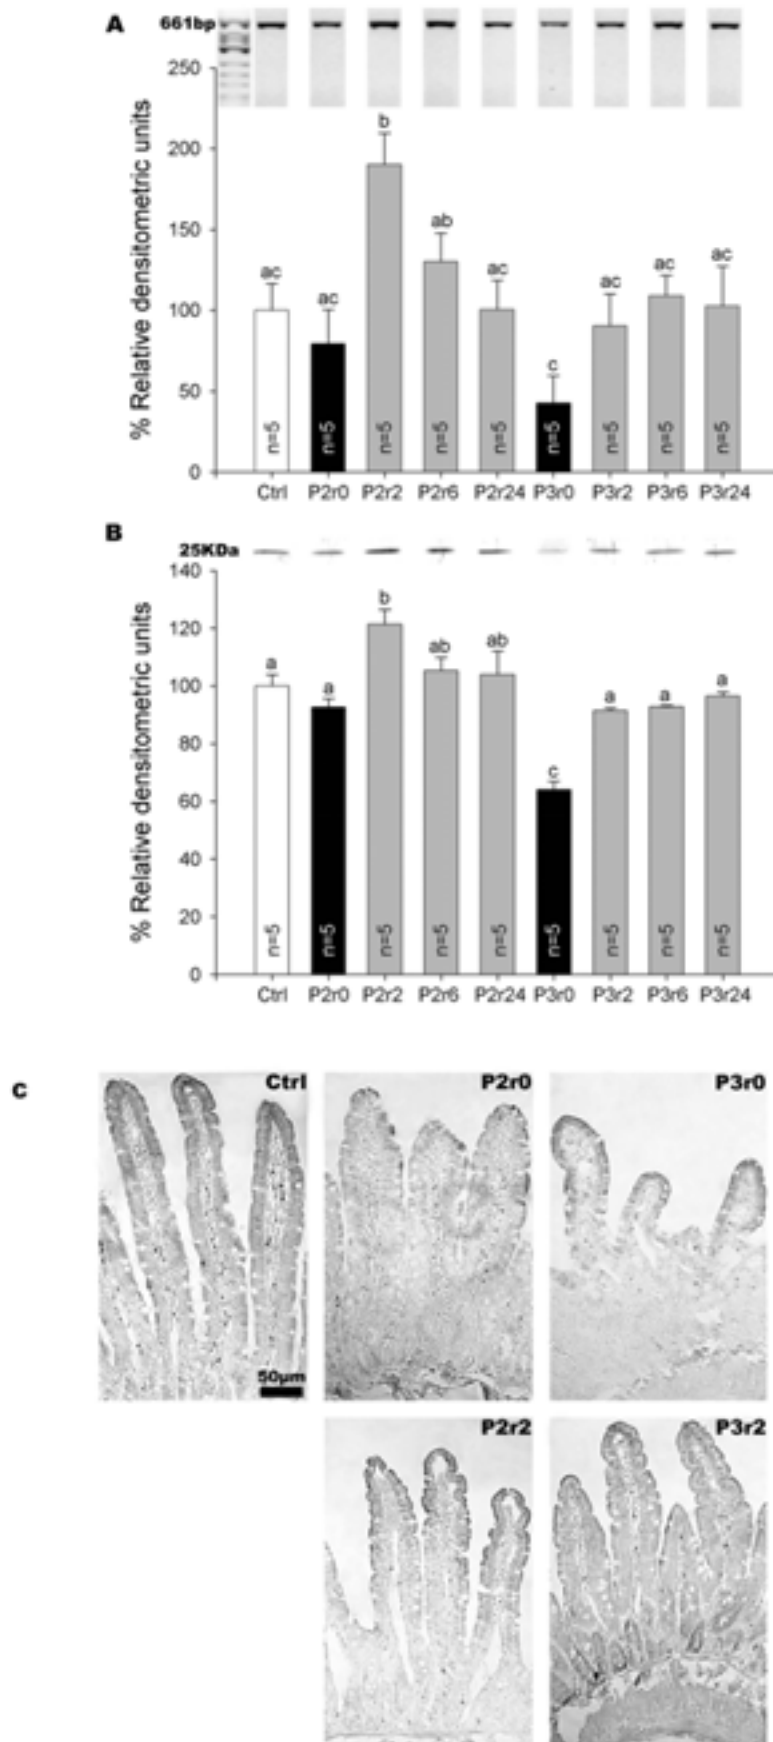 A
661bp
% Relative densitometric units
250
200
150
100
50
0
ac
ac
b
ab
ac
c
ac
ac
ac
n=5
n=5
n=5
n=5
n=5
n=5
n=5
n=5
n=5
Ctrl P2r0 P2r2 P2r6 P2r24 P3r0 P3r2 P3r6 P3r24
B
25KDa
% Relative densitometric units
140
120
100
80
60
40
20
0
a
a
b
ab
ab
c
a
a
a
n=5
n=5
n=5
n=5
n=5
n=5
n=5
n=5
n=5
Ctrl P2r0 P2r2 P2r6 P2r24 P3r0 P3r2 P3r6 P3r24
C
Ctrl
P2r0
P3r0
50µm
P2r2
P3r2